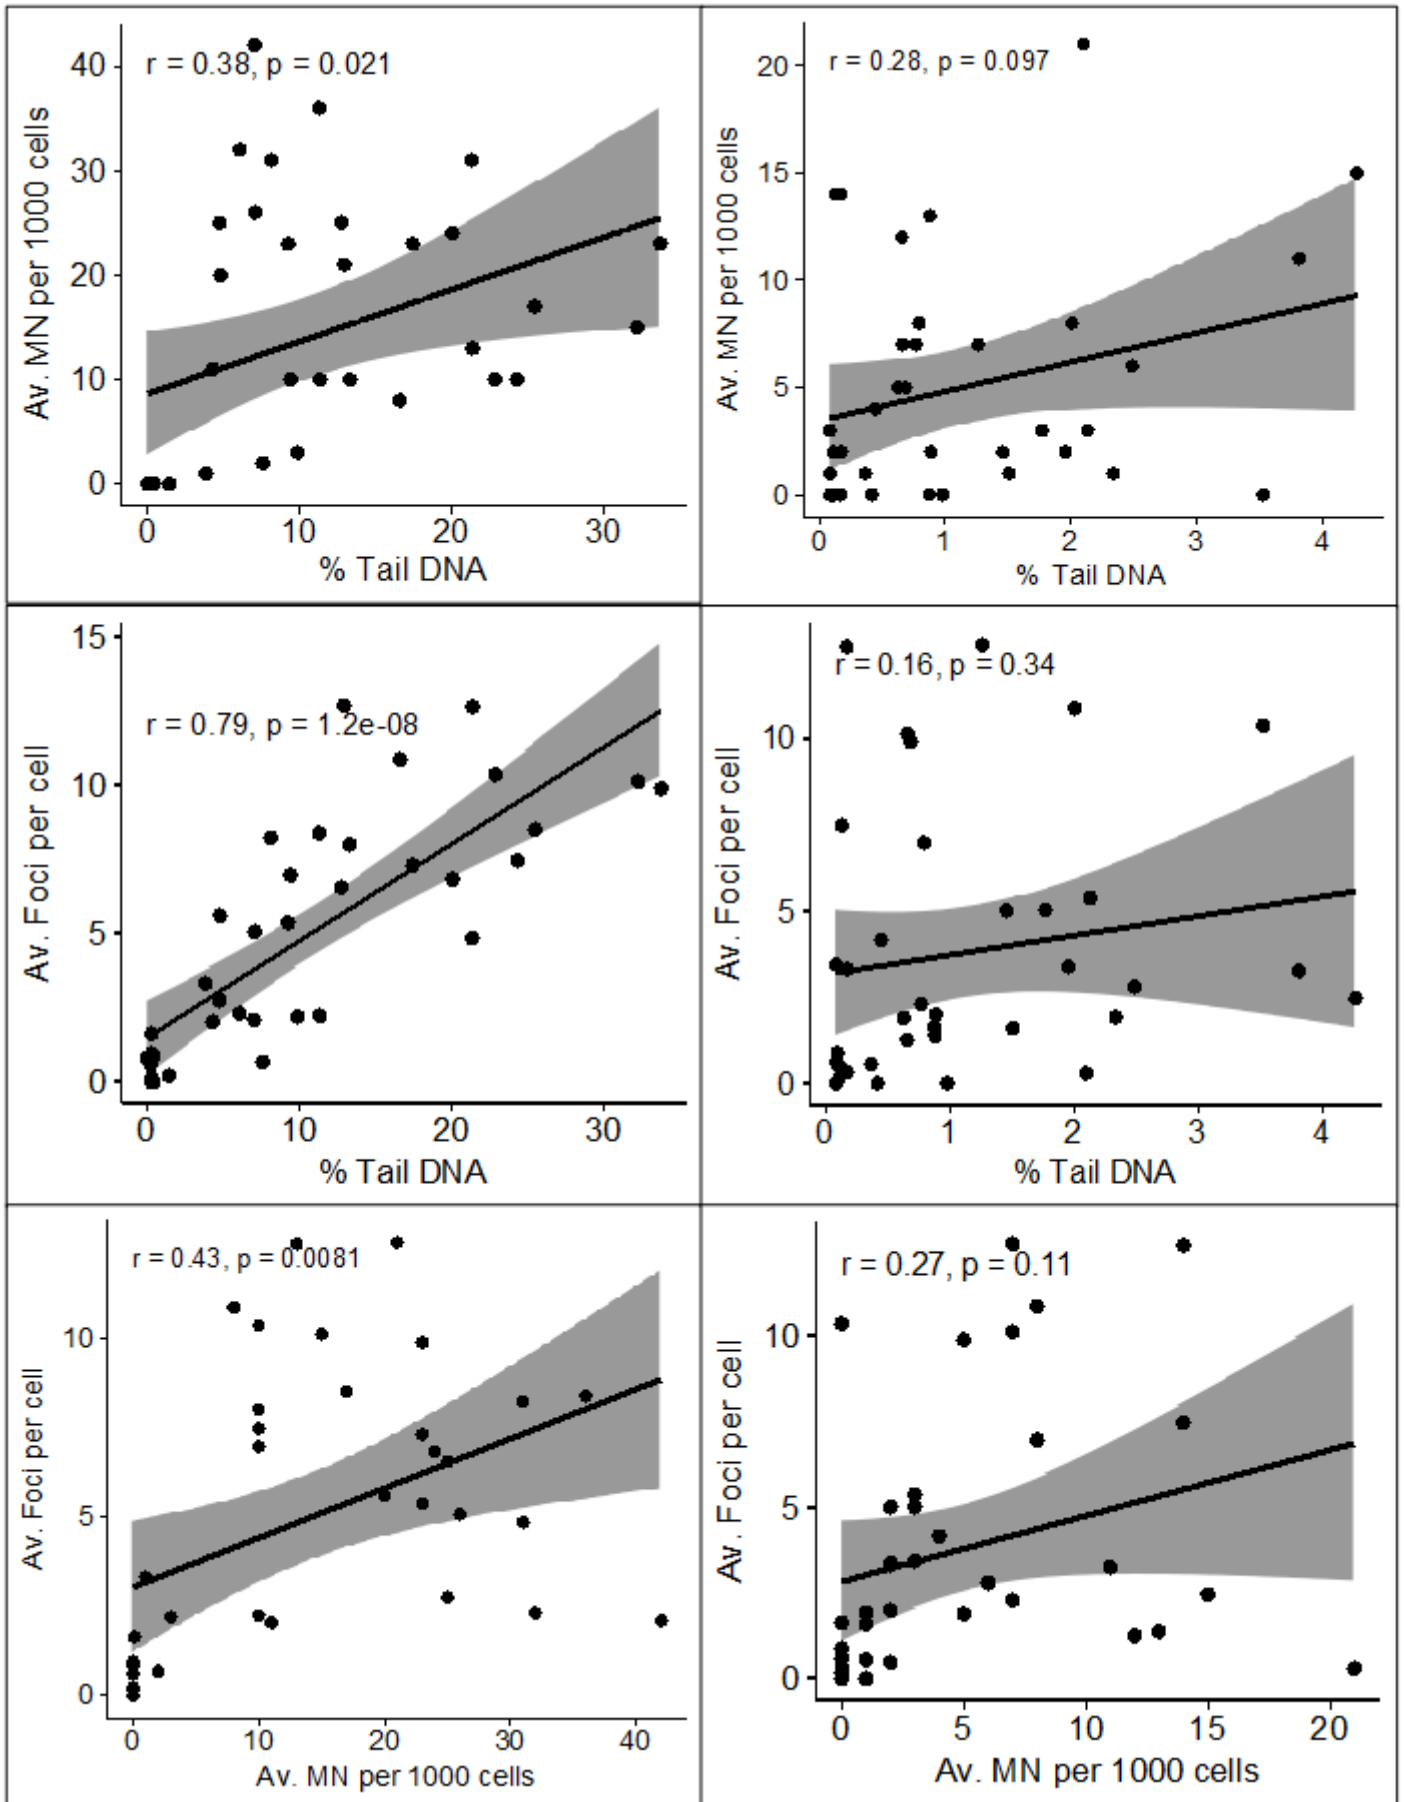 r = 0.38, p = 0.021
Av. MN per 1000 cells
40
30
20
10
0
0 10 20 30
% Tail DNA
r = 0.28, p = 0.097
Av. MN per 1000 cells
20
15
10
5
0
0 1 2 3 4
% Tail DNA
r = 0.79, p = 1.2e-08
Av. Foci per cell
15
10
5
0
0 10 20 30
% Tail DNA
r = 0.16, p = 0.34
Av. Foci per cell
10
5
0
0 1 2 3 4
% Tail DNA
r = 0.43, p = 0.0081
Av. Foci per cell
10
5
0
0 10 20 30 40
Av. MN per 1000 cells
r = 0.27, p = 0.11
Av. Foci per cell
10
5
0
0 5 10 15 20
Av. MN per 1000 cells